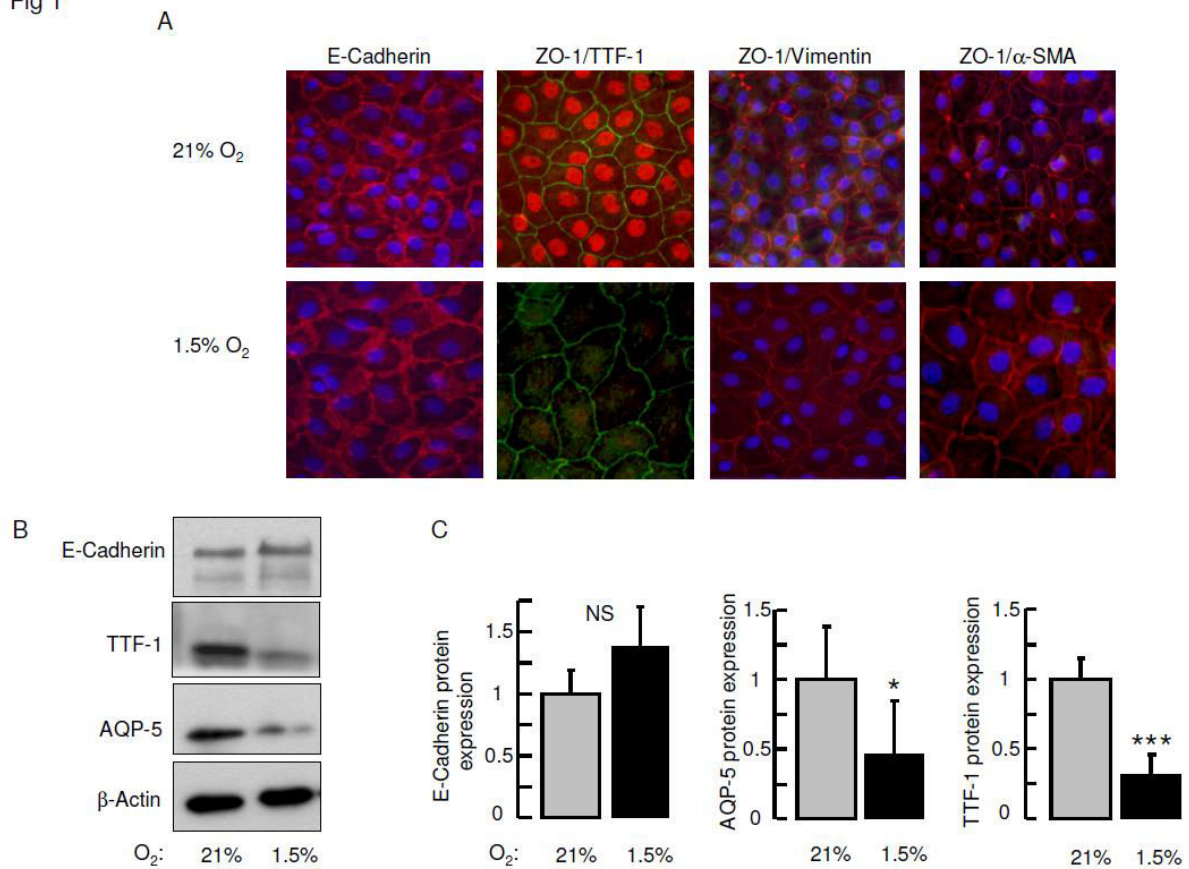 Fig 1
A
E-Cadherin ZO-1/TTF-1 ZO-1/Vimentin ZO-1/α-SMA
21% O₂
1.5% O₂
B
E-Cadherin
TTF-1
AQP-5
β-Actin
O₂: 21% 1.5%
C
E-Cadherin protein
expression
1.5
1
0.5
0
NS
O₂: 21% 1.5%
AQP-5 protein expression
1.5
1
0.5
0
*
21% 1.5%
TTF-1 protein expression
1.5
1
0.5
0
***
21% 1.5%